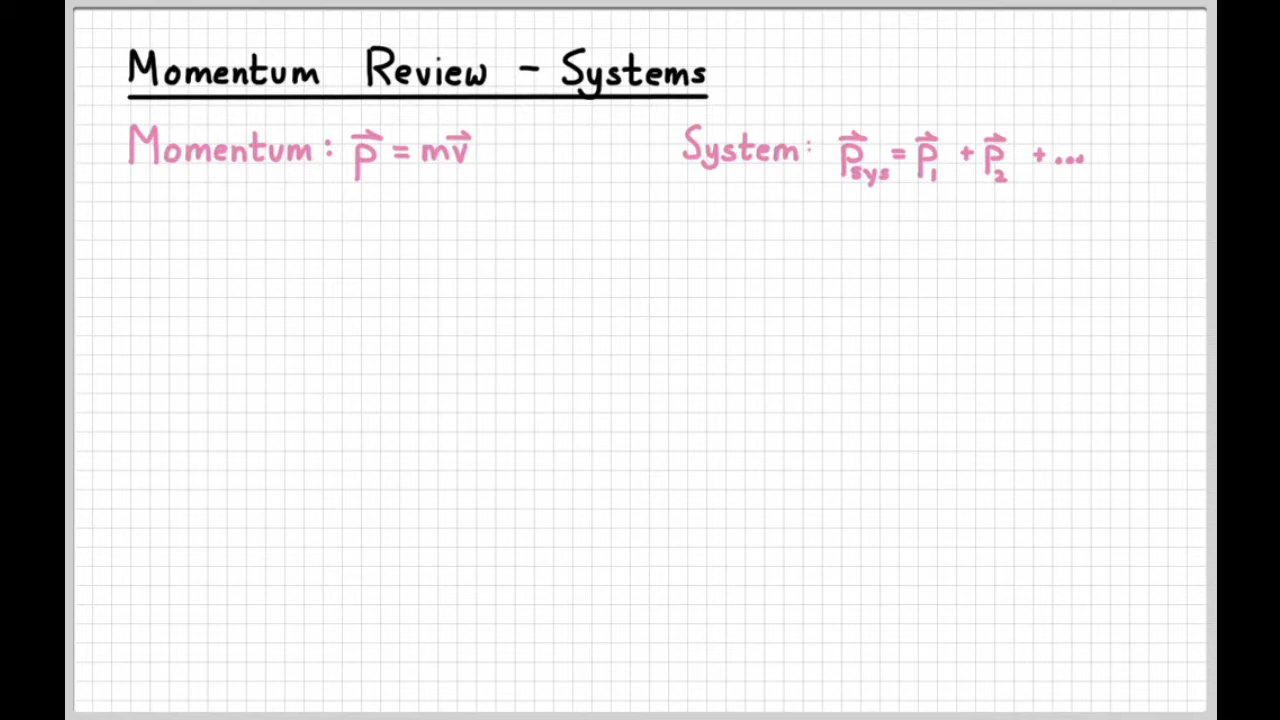 Momentum Review - Systems
Momentum: p⃗ = mv⃗ System: p⃗sys = p⃗1 + p⃗2 + ...